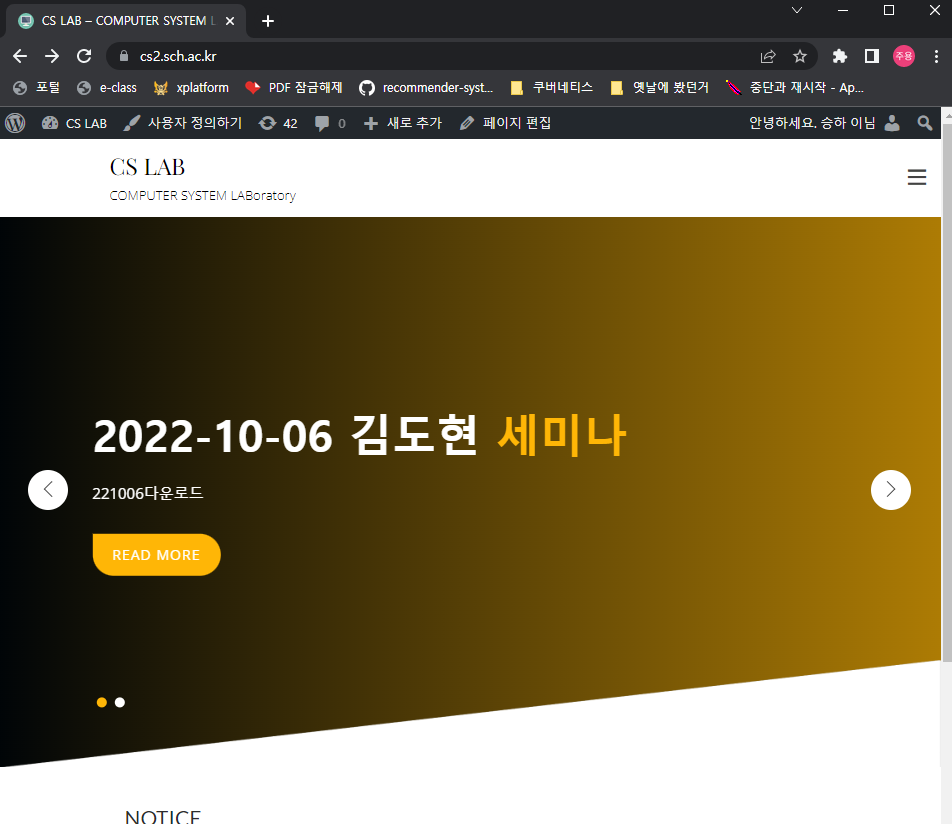 CS LAB – COMPUTER SYSTEM L
cs2.sch.ac.kr
주용
포털
e-class
xplatform
PDF 잠금해제
recommender-syst...
쿠버네티스
옛날에 봤던거
중단과 재시작 - Ap...
CS LAB
사용자 정의하기
42
0
새로 추가
페이지 편집
안녕하세요, 승하 이님
CS LAB
COMPUTER SYSTEM LABoratory
2022-10-06 김도현 세미나
221006다운로드
READ MORE
NOTICE